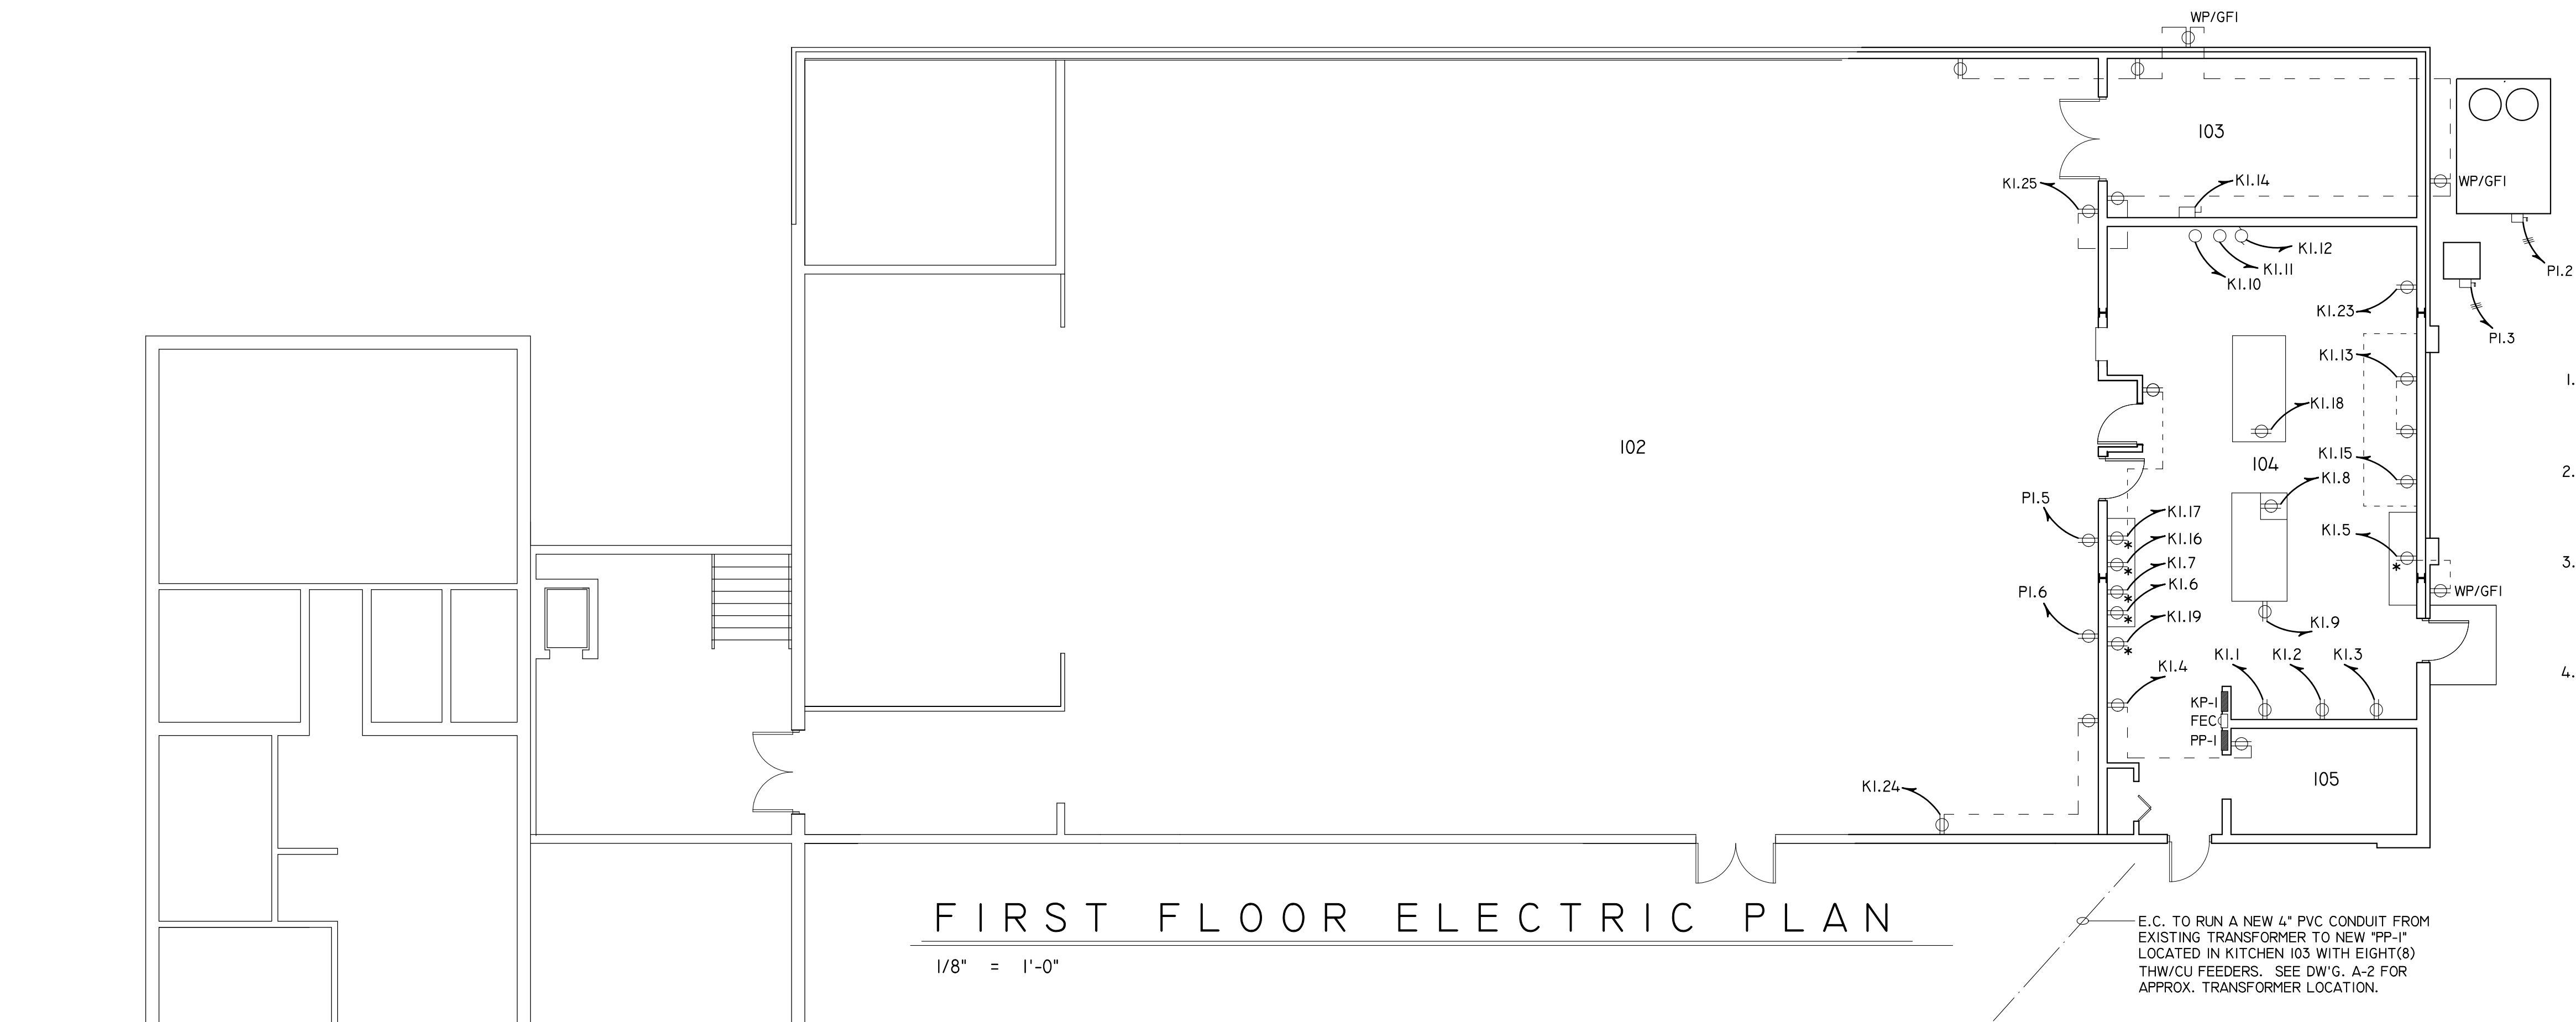 WP/GFI
103
K1.25
K1.14
WP/GFI
K1.12
K1.11
K1.10
P1.2
K1.23
P1.3
K1.13
1.
K1.18
102
K1.15
104
2.
K1.8
P1.5
K1.17
K1.5
K1.16
*
K1.7
*
3.
*
K1.6
*
P1.6
WP/GFI
*
K1.19
K1.9
*
K1.1
K1.2
K1.3
K1.4
4.
KP-1
FEC
PP-1
105
K1.24
FIRST FLOOR ELECTRIC PLAN
1/8" = 1'-0"
E.C. TO RUN A NEW 4" PVC CONDUIT FROM
EXISTING TRANSFORMER TO NEW "PP-1"
LOCATED IN KITCHEN 103 WITH EIGHT(8)
THW/CU FEEDERS. SEE DW'G. A-2 FOR
APPROX. TRANSFORMER LOCATION.